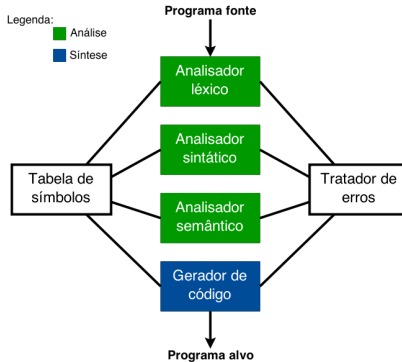 Programa fonte
Legenda:
Análise
Síntese
Analisador
léxico
Analisador
sintático
Tabela de
símbolos
Tratador de
erros
Analisador
semântico
Gerador de
código
Programa alvo